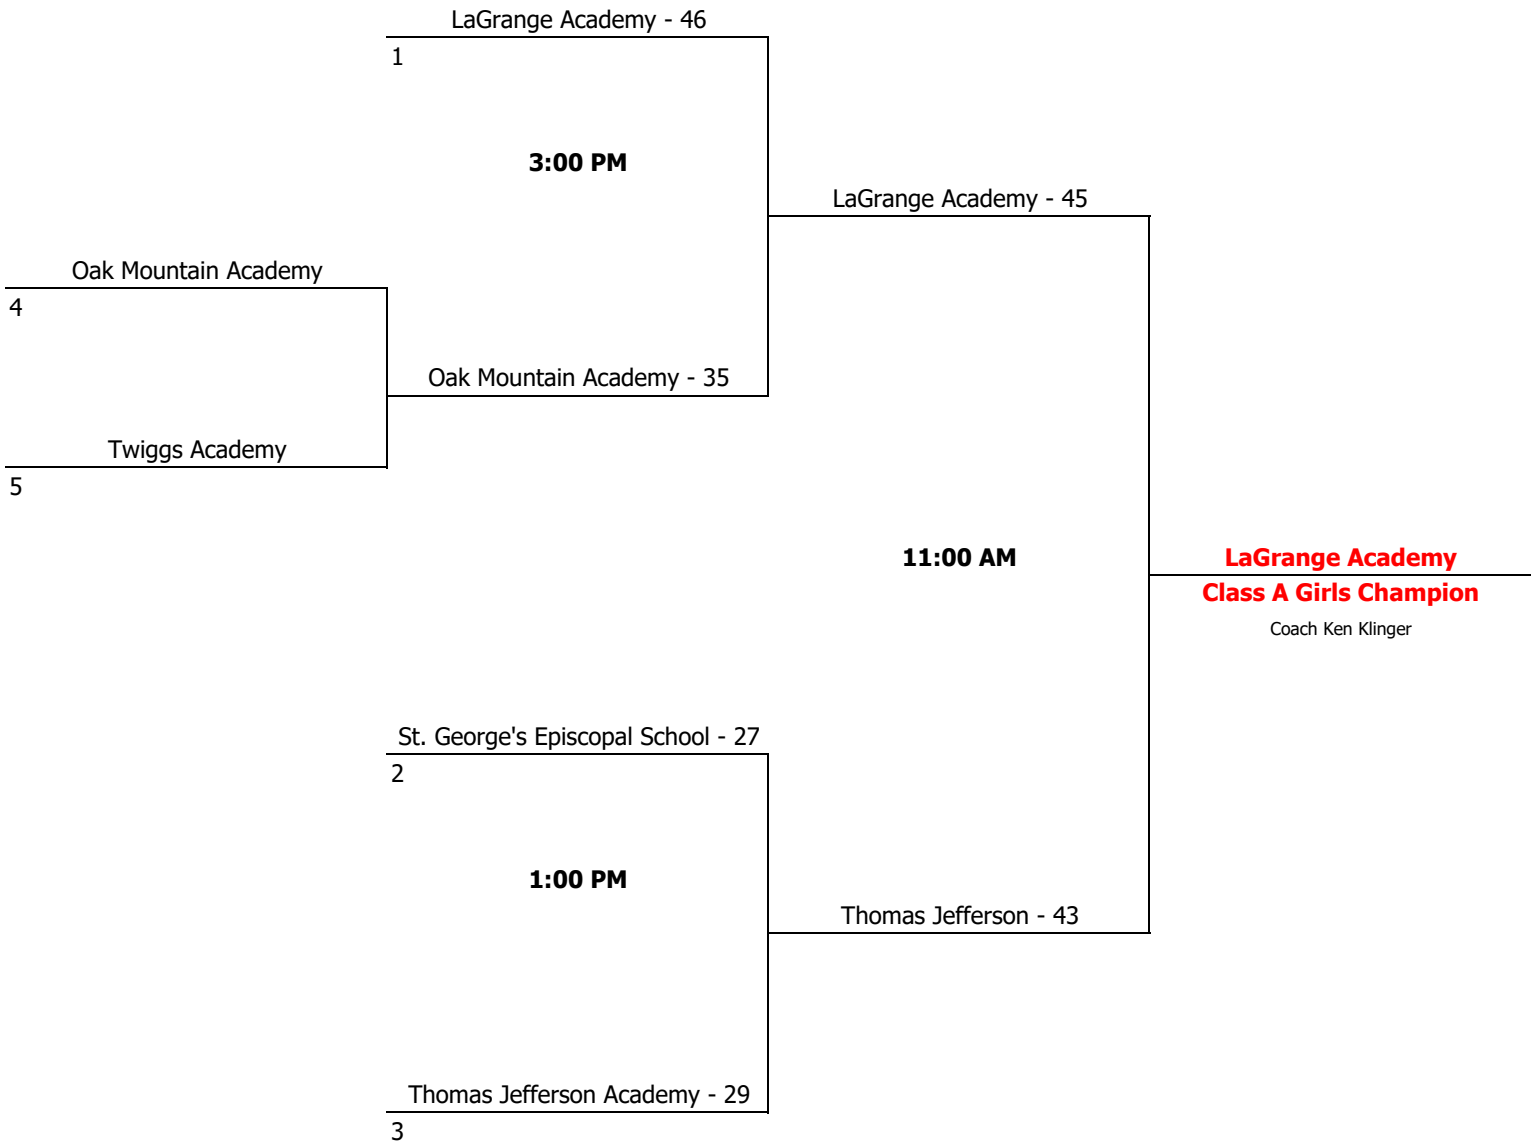 LaGrange Academy - 46
1
3:00 PM
LaGrange Academy - 45
Oak Mountain Academy
4
Oak Mountain Academy - 35
Twiggs Academy
5
11:00 AM
LaGrange Academy
Class A Girls Champion
Coach Ken Klinger
St. George's Episcopal School - 27
2
1:00 PM
Thomas Jefferson - 43
Thomas Jefferson Academy - 29
3